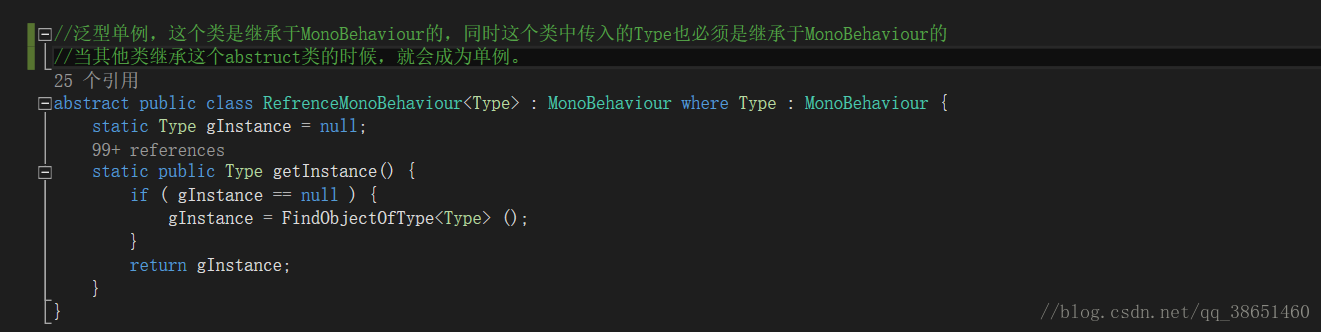 //泛型单例，这个类是继承于MonoBehaviour的，同时这个类中传入的Type也必须是继承于MonoBehaviour的
//当其他类继承这个abstruct类的时候，就会成为单例。
25 个引用
abstract public class RefrenceMonoBehaviour<Type> : MonoBehaviour where Type : MonoBehaviour {
    static Type gInstance = null;
    99+ references
    static public Type getInstance() {
        if ( gInstance == null ) {
            gInstance = FindObjectOfType<Type> ();
        }
        return gInstance;
    }
}
//blog.csdn.net/qq_38651460